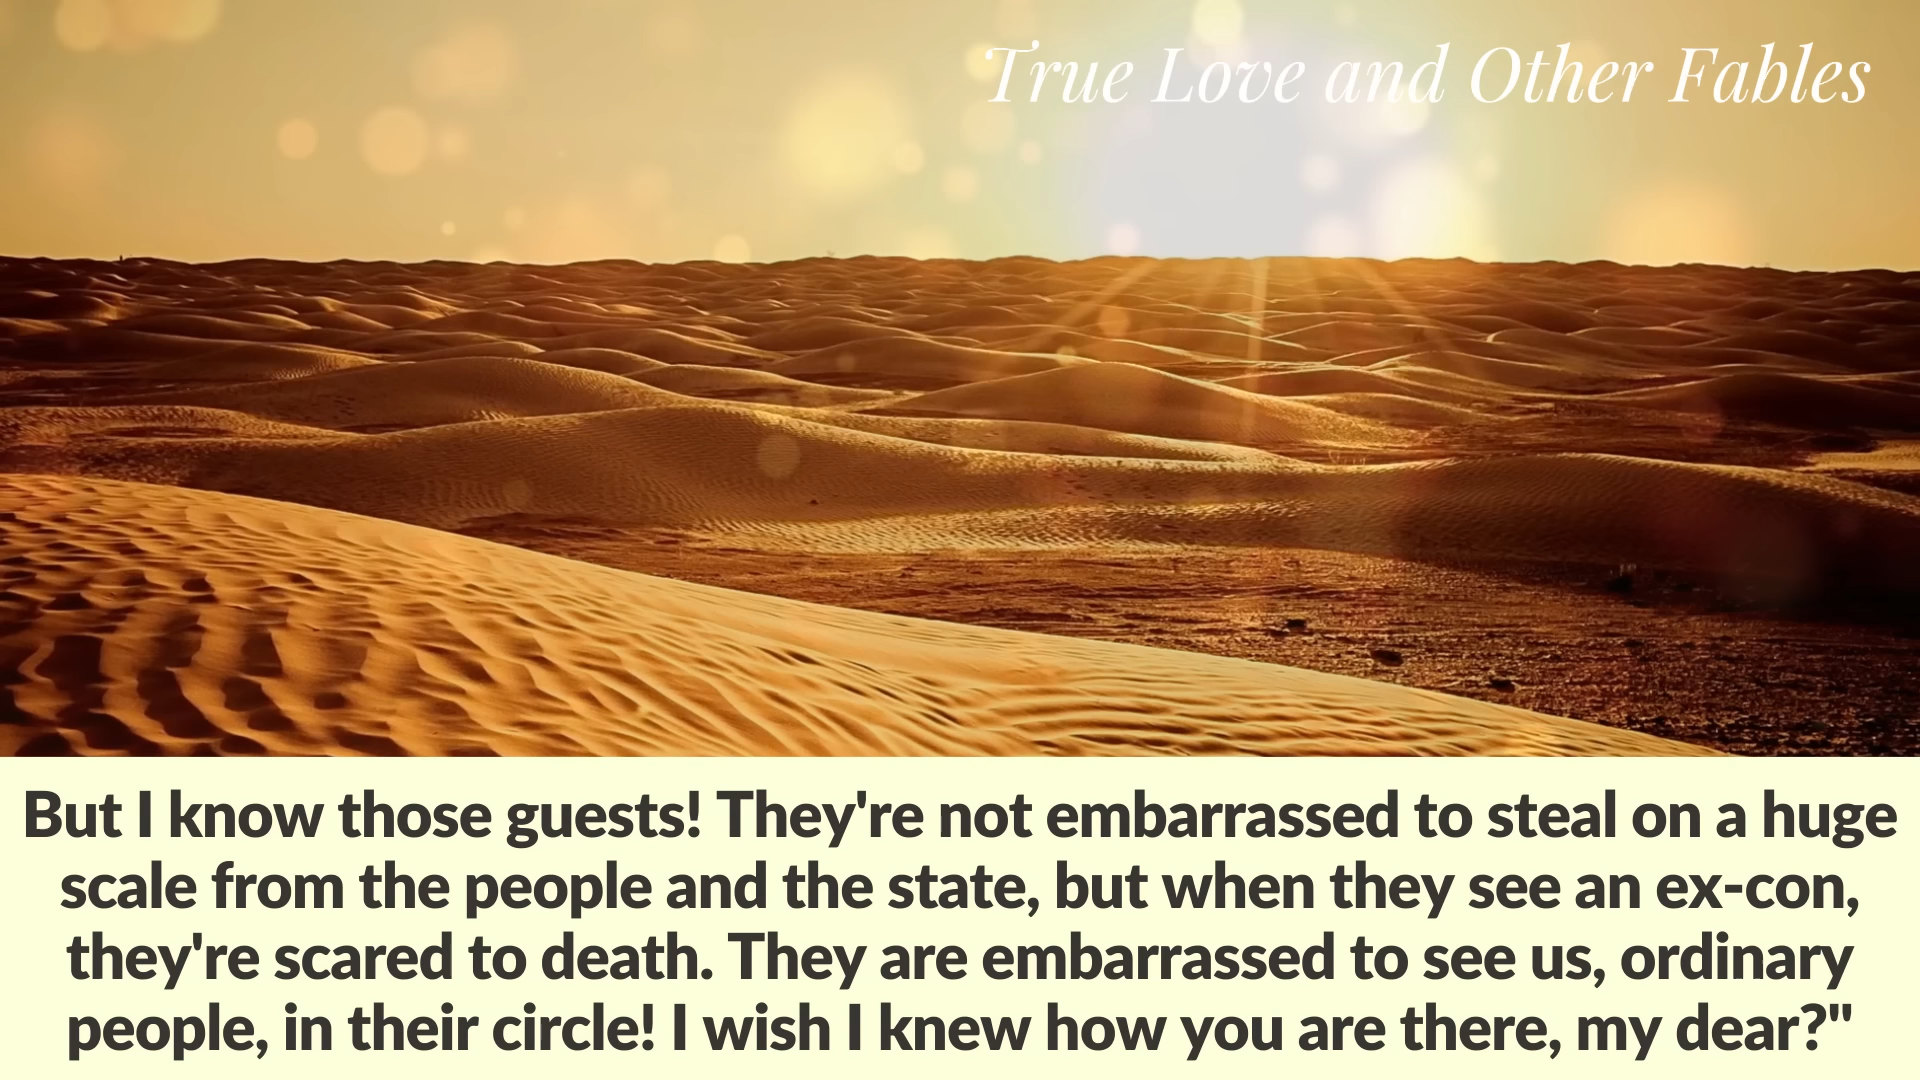 True Love and Other Fables
But I know those guests! They're not embarrassed to steal on a huge
scale from the people and the state, but when they see an ex-con,
they're scared to death. They are embarrassed to see us, ordinary
people, in their circle! I wish I knew how you are there, my dear?"